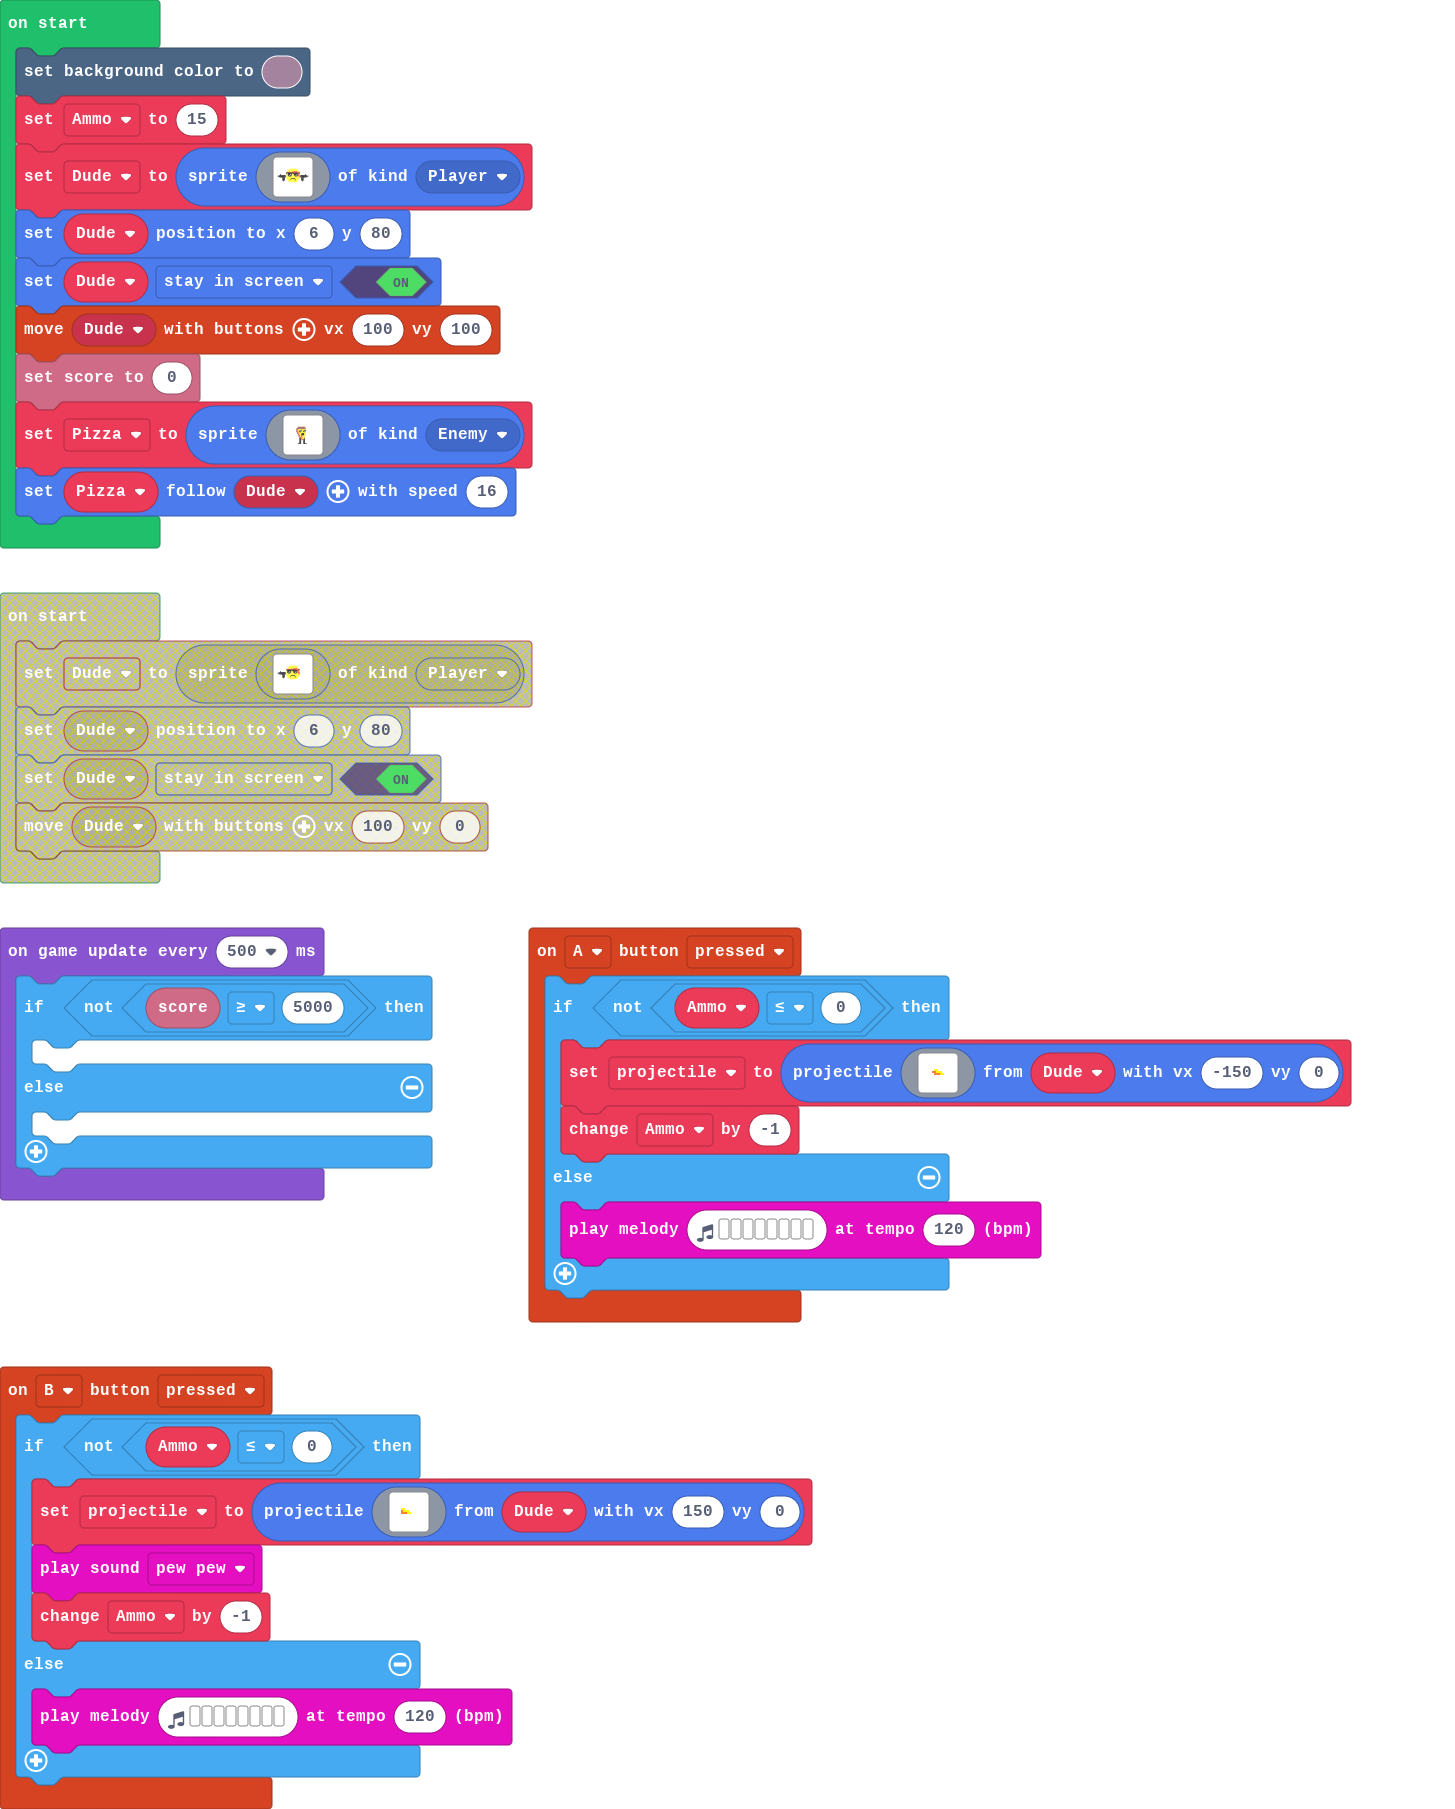 on start
set background color to
set Ammo to 15
set Dude to sprite of kind Player
set Dude position to x 6 y 80
set Dude stay in screen ON
move Dude with buttons vx 100 vy 100
set score to 0
set Pizza to sprite of kind Enemy
set Pizza follow Dude with speed 16
on start
set Dude to sprite of kind Player
set Dude position to x 6 y 80
set Dude stay in screen ON
move Dude with buttons vx 100 vy 0
on game update every 500 ms
if not score ≥ 5000 then
else
on A button pressed
if not Ammo ≤ 0 then
set projectile to projectile from Dude with vx -150 vy 0
change Ammo by -1
else
play melody at tempo 120 (bpm)
on B button pressed
if not Ammo ≤ 0 then
set projectile to projectile from Dude with vx 150 vy 0
play sound pew pew
change Ammo by -1
else
play melody at tempo 120 (bpm)